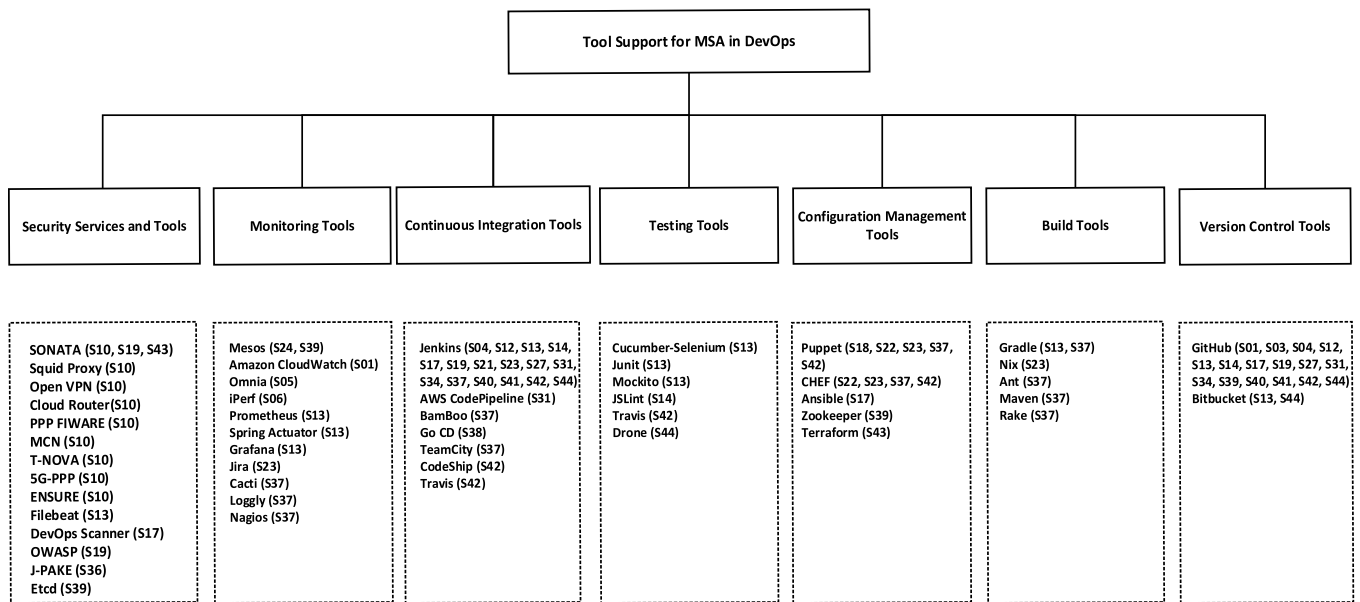 Tool Support for MSA in DevOps
Security Services and Tools
Monitoring Tools
Continuous Integration Tools
Testing Tools
Configuration Management
Tools
Build Tools
Version Control Tools
SONATA (S10, S19, S43)
Squid Proxy (S10)
Open VPN (S10)
Cloud Router(S10)
PPP FIWARE (S10)
MCN (S10)
T-NOVA (S10)
5G-PPP (S10)
ENSURE (S10)
Filebeat (S13)
DevOps Scanner (S17)
OWASP (S19)
J-PAKE (S36)
Etcd (S39)
Mesos (S24, S39)
Amazon CloudWatch (S01)
Omnia (S05)
iPerf (S06)
Prometheus (S13)
Spring Actuator (S13)
Grafana (S13)
Jira (S23)
Cacti (S37)
Loggly (S37)
Nagios (S37)
Jenkins (S04, S12, S13, S14,
S17, S19, S21, S23, S27, S31,
S34, S37, S40, S41, S42, S44)
AWS CodePipeline (S31)
BamBoo (S37)
Go CD (S38)
TeamCity (S37)
CodeShip (S42)
Travis (S42)
Cucumber-Selenium (S13)
Junit (S13)
Mockito (S13)
JSLint (S14)
Travis (S42)
Drone (S44)
Puppet (S18, S22, S23, S37,
S42)
CHEF (S22, S23, S37, S42)
Ansible (S17)
Zookeeper (S39)
Terraform (S43)
Gradle (S13, S37)
Nix (S23)
Ant (S37)
Maven (S37)
Rake (S37)
GitHub (S01, S03, S04, S12,
S13, S14, S17, S19, S27, S31,
S34, S39, S40, S41, S42, S44)
Bitbucket (S13, S44)